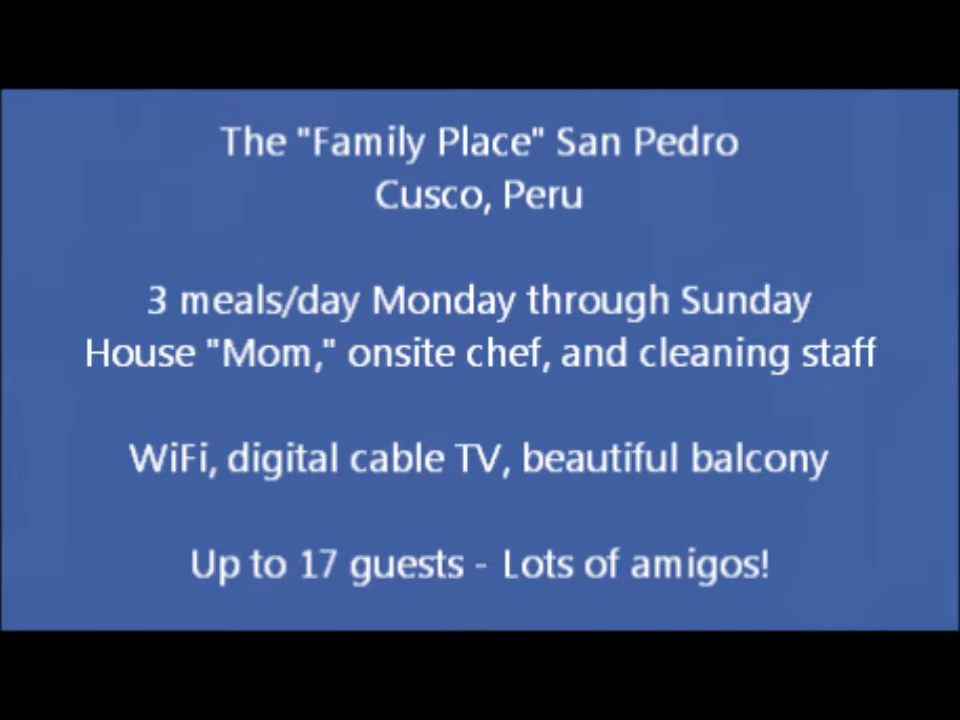 The "Family Place" San Pedro
Cusco, Peru
3 meals/day Monday through Sunday
House "Mom," onsite chef, and cleaning staff
WiFi, digital cable TV, beautiful balcony
Up to 17 guests - Lots of amigos!